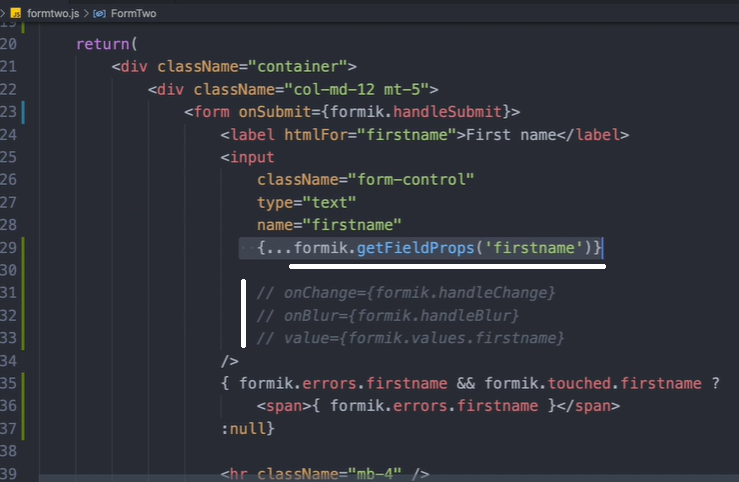 formtwo.js > FormTwo
19
20 return(
21 <div className="container">
22 <div className="col-md-12 mt-5">
23 <form onSubmit={formik.handleSubmit}>
24 <label htmlFor="firstname">First name</label>
25 <input
26 className="form-control"
27 type="text"
28 name="firstname"
29 {...formik.getFieldProps('firstname')}
30
31 // onChange={formik.handleChange}
32 // onBlur={formik.handleBlur}
33 // value={formik.values.firstname}
34 />
35 { formik.errors.firstname && formik.touched.firstname ?
36 <span>{ formik.errors.firstname }</span>
37 :null}
38
39 <hr className="mb-4" />